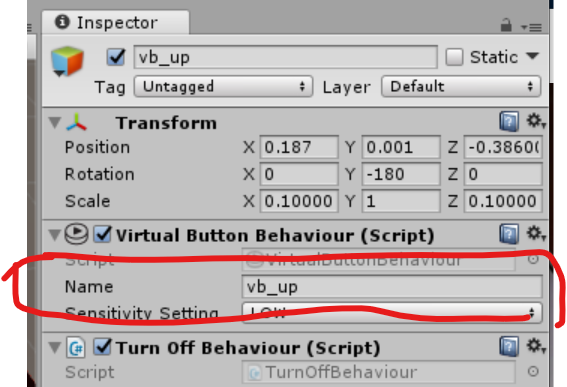 Inspector
vb_up Static
Tag Untagged Layer Default
Transform
Position X 0.187 Y 0.001 Z -0.3860
Rotation X 0 Y -180 Z 0
Scale X 0.10000 Y 1 Z 0.10000
Virtual Button Behaviour (Script)
Script VirtualButtonBehaviour
Name vb_up
Sensitivity Setting LOW
Turn Off Behaviour (Script)
Script TurnOffBehaviour